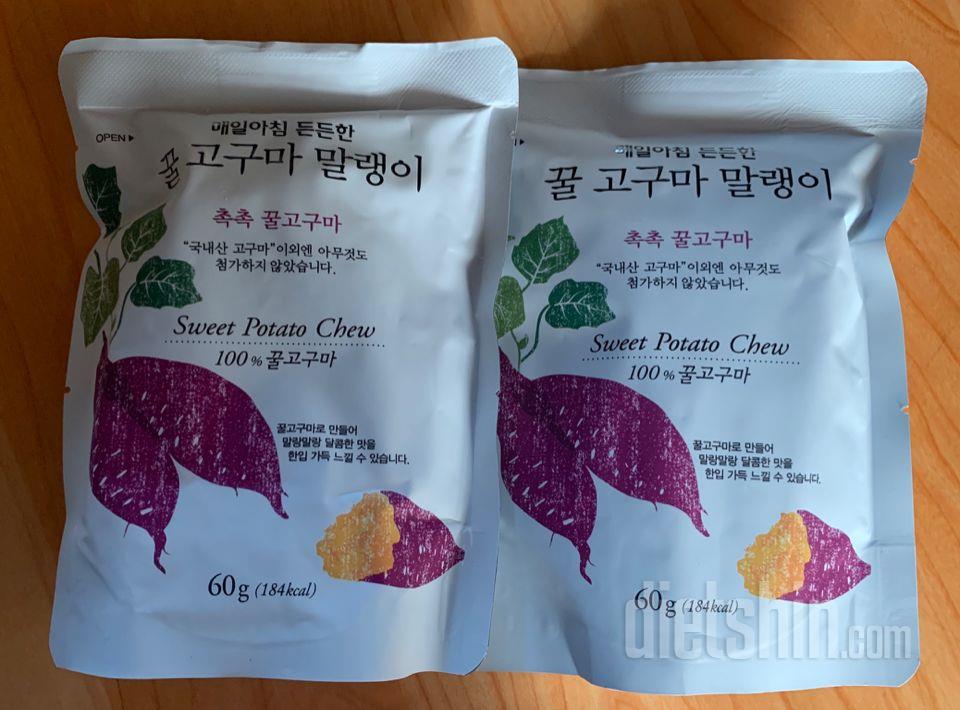 OPEN ▶
매일아침 든든한
꿀 고구마 말랭이
촉촉 꿀고구마
"국내산 고구마"이외엔 아무것도
첨가하지 않았습니다.
Sweet Potato Chew
100 % 꿀고구마
꿀고구마로 만들어
말랑말랑 달콤한 맛을
한입 가득 느낄 수 있습니다.
60g (184kcal)
매일아침 든든한
꿀 고구마 말랭이
촉촉 꿀고구마
"국내산 고구마"이외엔 아무것도
첨가하지 않았습니다.
Sweet Potato Chew
100 % 꿀고구마
꿀고구마로 만들어
말랑말랑 달콤한 맛을
한입 가득 느낄 수 있습니다.
60g (184kcal)
dietshin.com